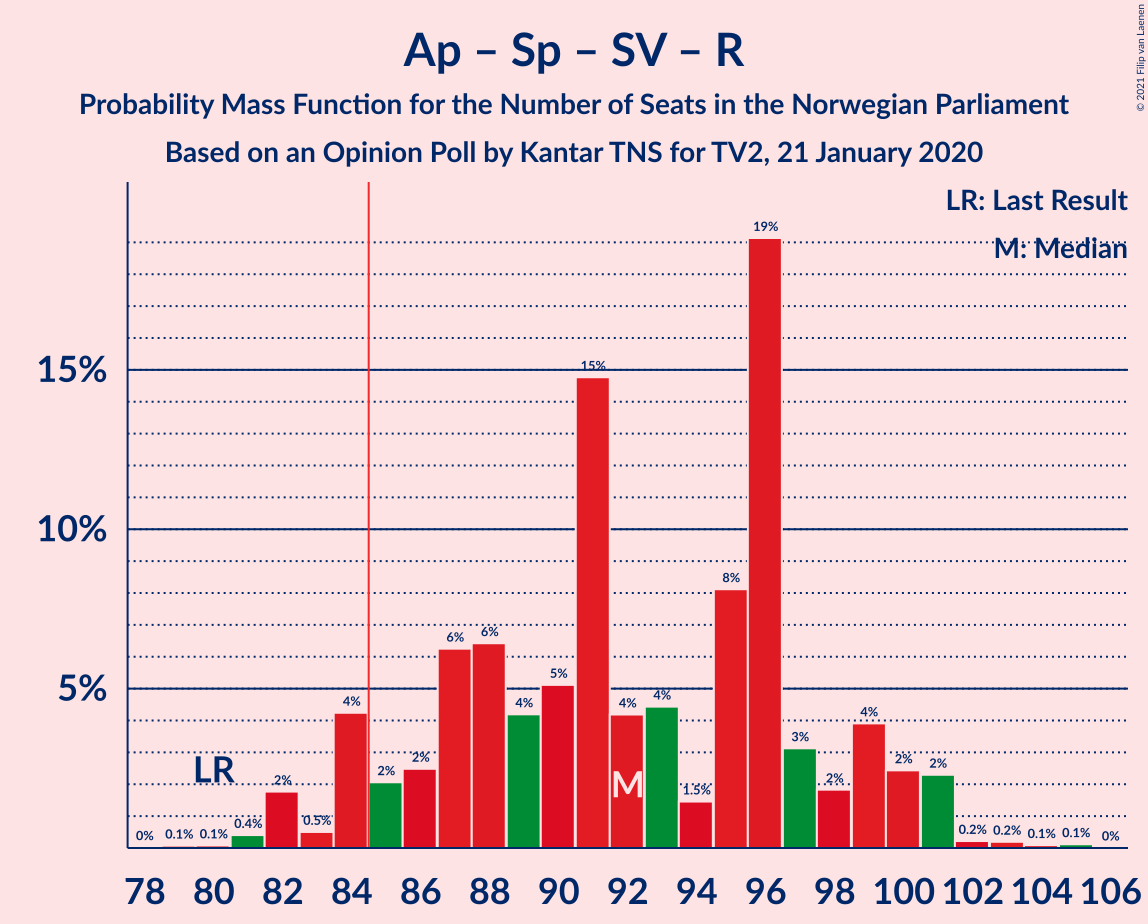 Ap – Sp – SV – R
Probability Mass Function for the Number of Seats in the Norwegian Parliament
Based on an Opinion Poll by Kantar TNS for TV2, 21 January 2020
© 2021 Filip van Laenen
LR: Last Result
M: Median
15%
10%
5%
0% 0.1% 0.1% 0.4% 2% 0.5% 4% 2% 2% 6% 6% 4% 5% 15% 4% 4% 1.5% 8% 19% 3% 2% 4% 2% 2% 0.2% 0.2% 0.1% 0.1% 0%
LR
M
78 80 82 84 86 88 90 92 94 96 98 100 102 104 106